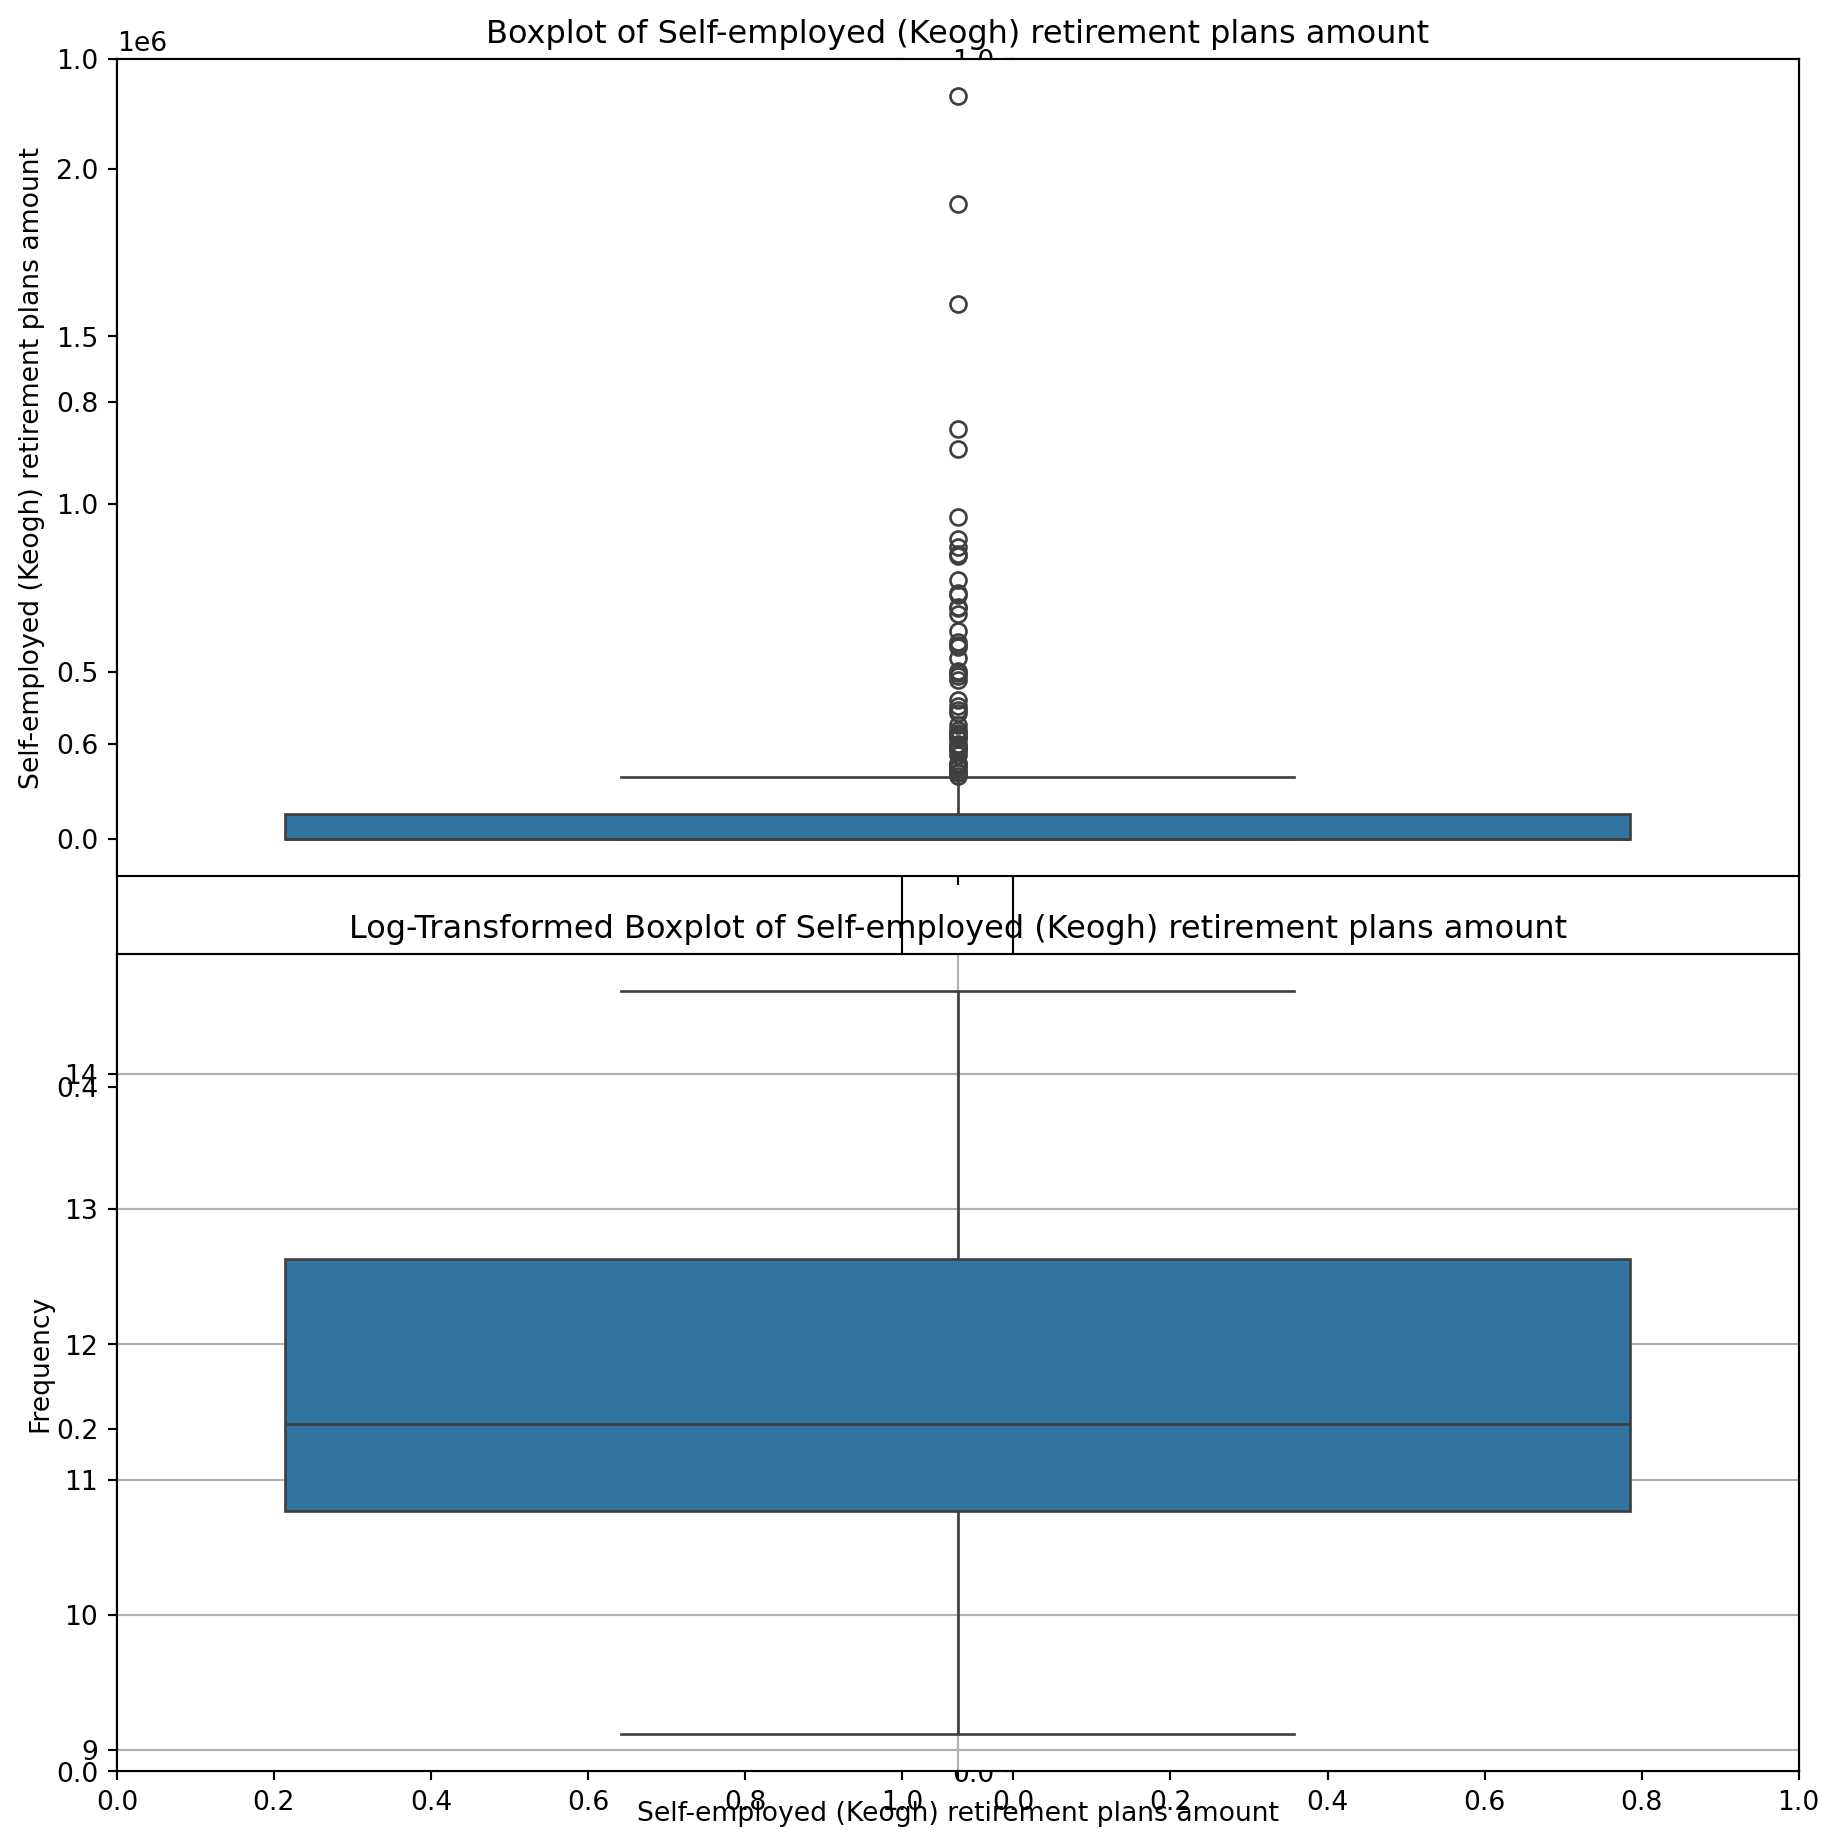 Boxplot of Self-employed (Keogh) retirement plans amount
1e6
1.0
1.0
2.0
1.5
0.8
1.0
0.5
0.6
0.0
Self-employed (Keogh) retirement plans amount
Log-Transformed Boxplot of Self-employed (Keogh) retirement plans amount
14
0.4
13
12
0.2
11
10
9
0.0
Frequency
0.0
0.0 0.2 0.4 0.6 0.8 1.0 0.0 0.2 0.4 0.6 0.8 1.0
Self-employed (Keogh) retirement plans amount